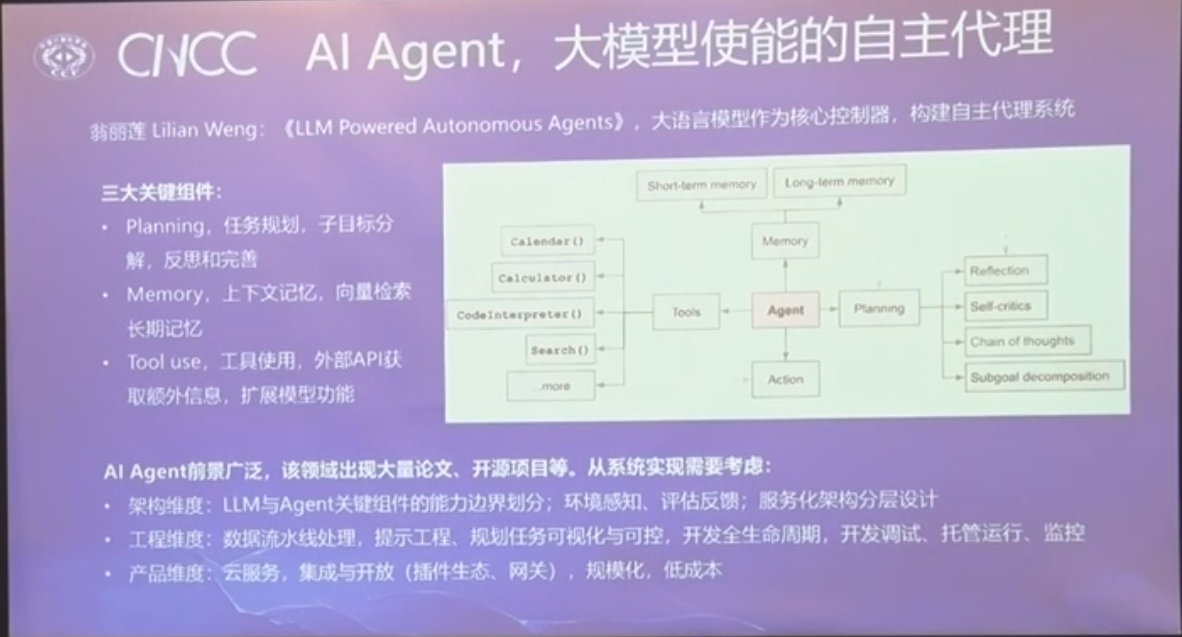 CNCC
AI Agent，大模型使能的自主代理
翁丽莲 Lilian Weng：《LLM Powered Autonomous Agents》，大语言模型作为核心控制器，构建自主代理系统
三大关键组件：
• Planning，任务规划，子目标分
解，反思和完善
• Memory，上下文记忆，向量检索
长期记忆
• Tool use，工具使用，外部API获
取额外信息，扩展模型功能
Short-term memory
Long-term memory
Memory
Calendar()
Calculator()
CodeInterpreter()
Search()
...more
Tools
Agent
Planning
Action
Reflection
Self-critics
Chain of thoughts
Subgoal decomposition
AI Agent前景广泛，该领域出现大量论文、开源项目等。从系统实现需要考虑：
• 架构维度：LLM与Agent关键组件的能力边界划分；环境感知、评估反馈；服务化架构分层设计
• 工程维度：数据流水线处理，提示工程、规划任务可视化与可控，开发全生命周期，开发调试、托管运行、监控
• 产品维度：云服务，集成与开放（插件生态、网关），规模化，低成本